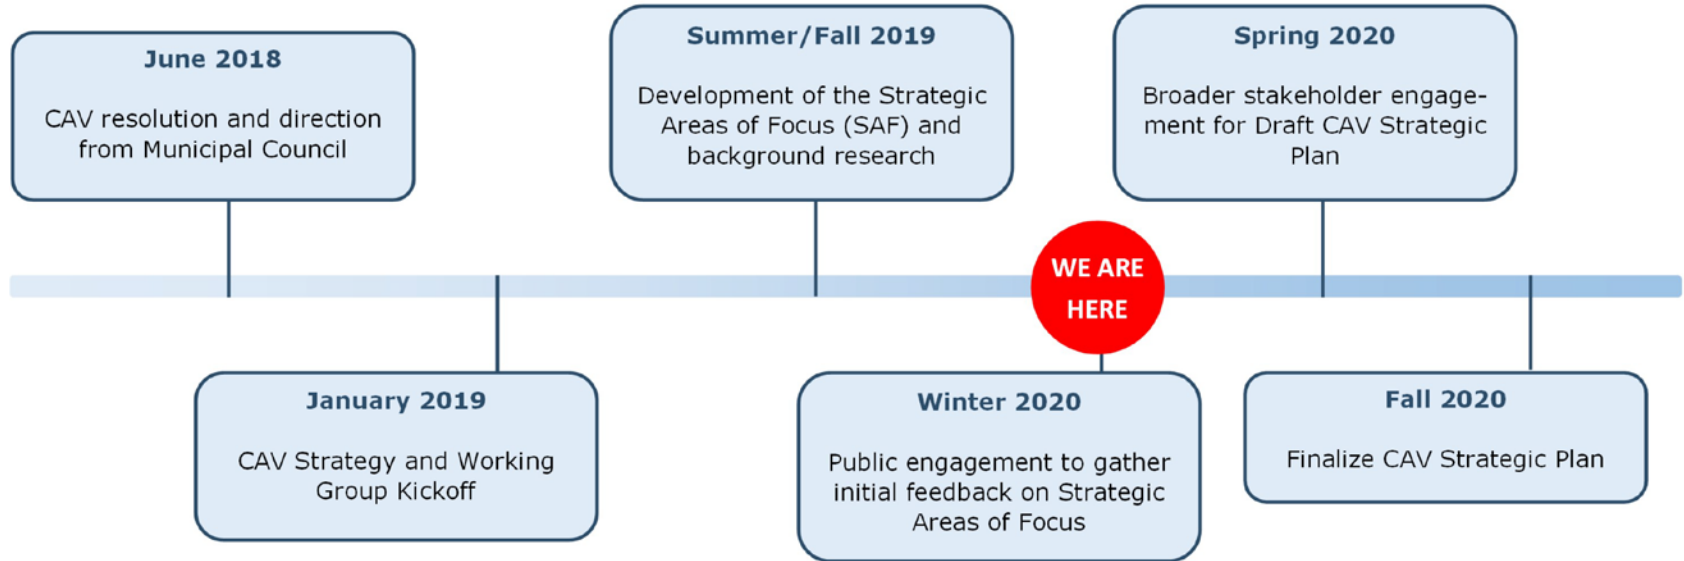 June 2018
CAV resolution and direction
from Municipal Council
January 2019
CAV Strategy and Working
Group Kickoff
Summer/Fall 2019
Development of the Strategic
Areas of Focus (SAF) and
background research
WE ARE
HERE
Winter 2020
Public engagement to gather
initial feedback on Strategic
Areas of Focus
Spring 2020
Broader stakeholder engage-
ment for Draft CAV Strategic
Plan
Fall 2020
Finalize CAV Strategic Plan